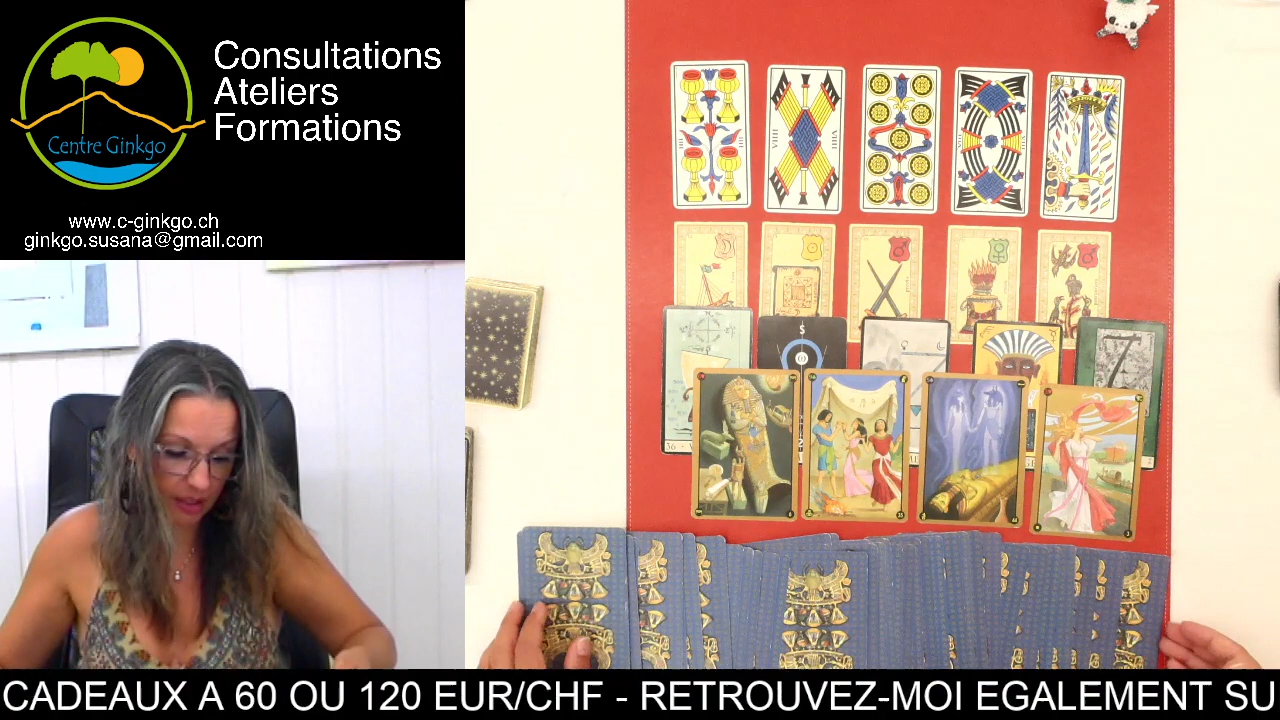 Centre Ginkgo
Consultations
Ateliers
Formations
www.c-ginkgo.ch
ginkgo.susana@gmail.com
CADEAUX A 60 OU 120 EUR/CHF - RETROUVEZ-MOI EGALEMENT SU